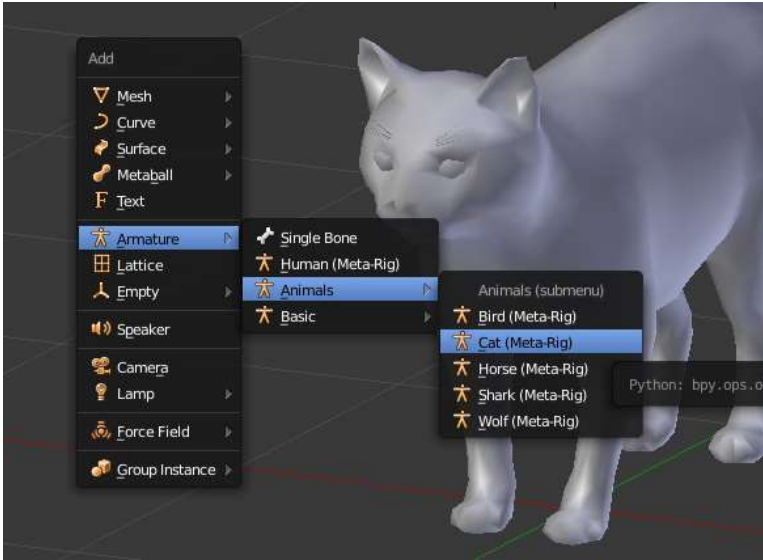 Add
Mesh
Curve
Surface
Metaball
Text
Armature
Lattice
Empty
Speaker
Camera
Lamp
Force Field
Group Instance
Single Bone
Human (Meta-Rig)
Animals
Basic
Animals (submenu)
Bird (Meta-Rig)
Cat (Meta-Rig)
Horse (Meta-Rig)
Shark (Meta-Rig)
Wolf (Meta-Rig)
Python: bpy.ops.o